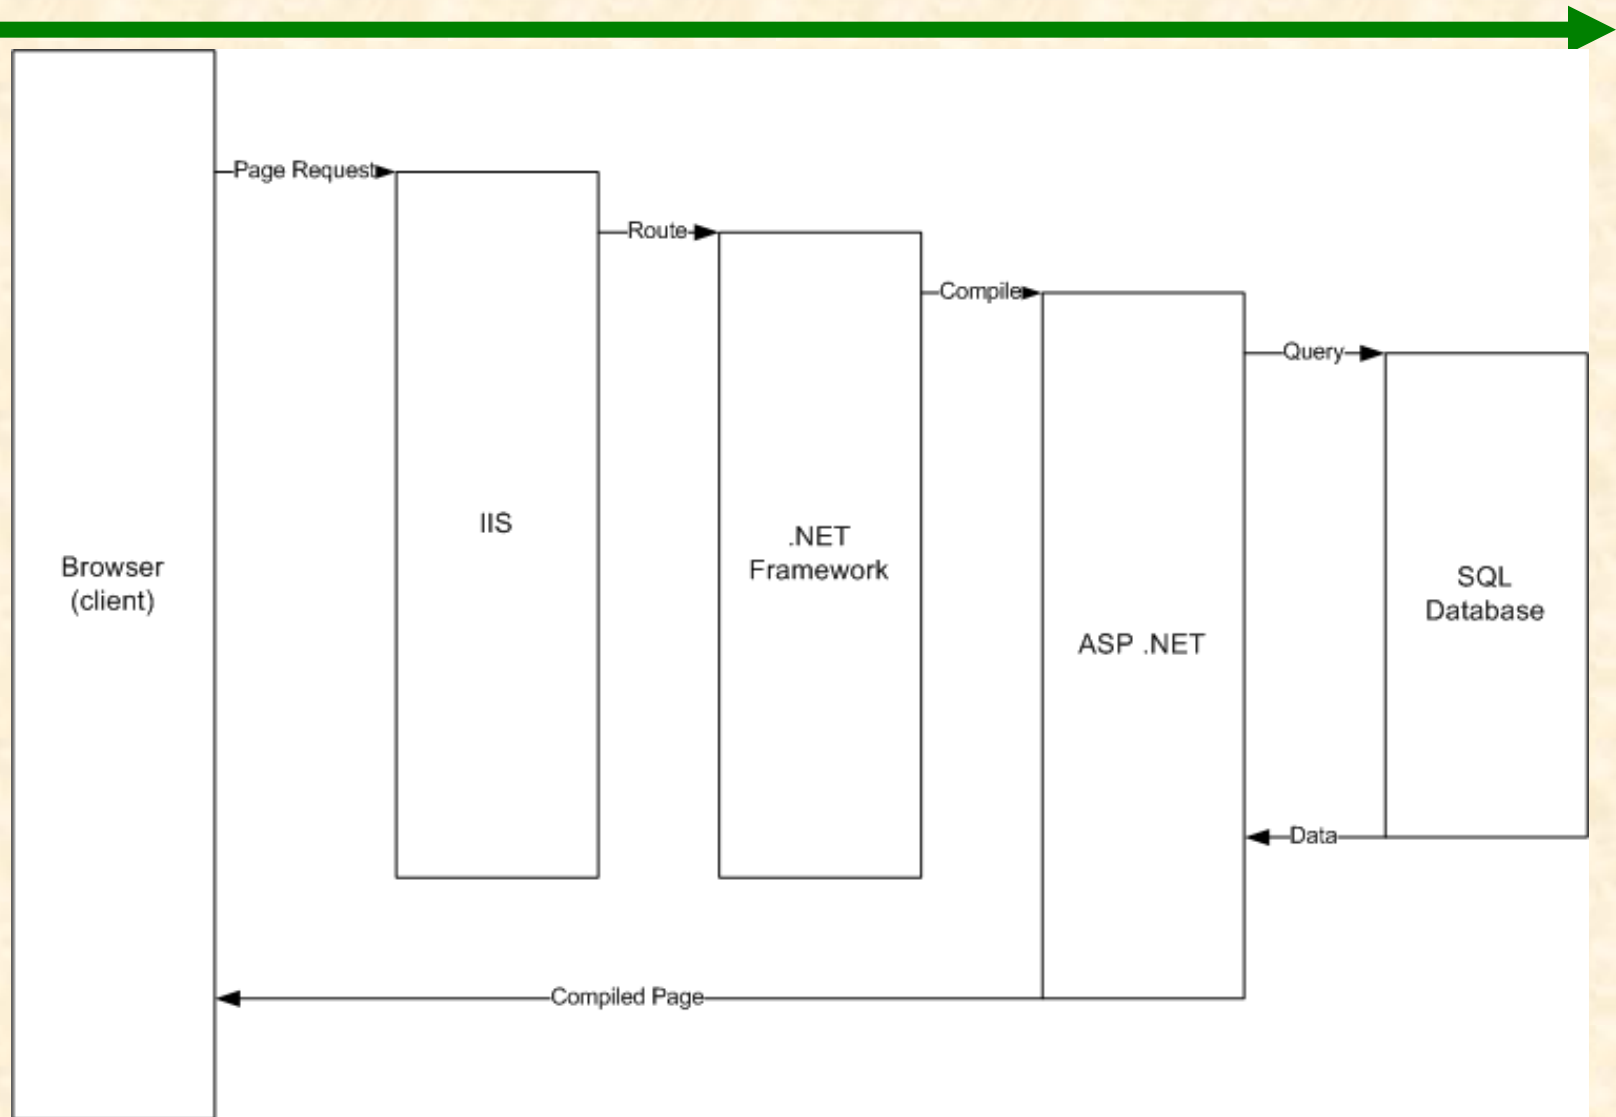 Page Request
Route
Compile
Query
IIS
.NET
Framework
Browser
(client)
SQL
Database
ASP .NET
Data
Compiled Page